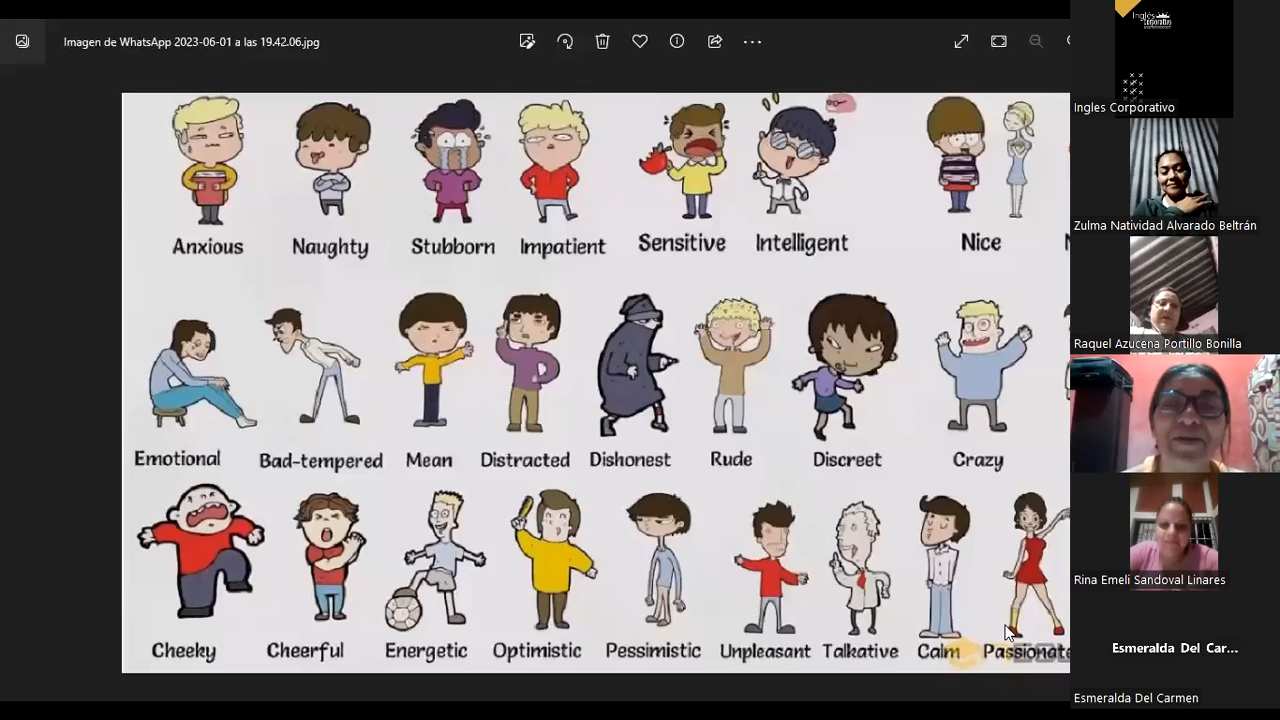 Imagen de WhatsApp 2023-06-01 a las 19.42.06.jpg
Anxious Naughty Stubborn Impatient Sensitive Intelligent Nice
Emotional Bad-tempered Mean Distracted Dishonest Rude Discreet Crazy
Cheeky Cheerful Energetic Optimistic Pessimistic Unpleasant Talkative Calm Passionate
Inglés
corporativo
Ingles Corporativo
Zulma Natividad Alvarado Beltrán
Raquel Azucena Portillo Bonilla
Rina Emeli Sandoval Linares
Esmeralda Del Car...
Esmeralda Del Carmen